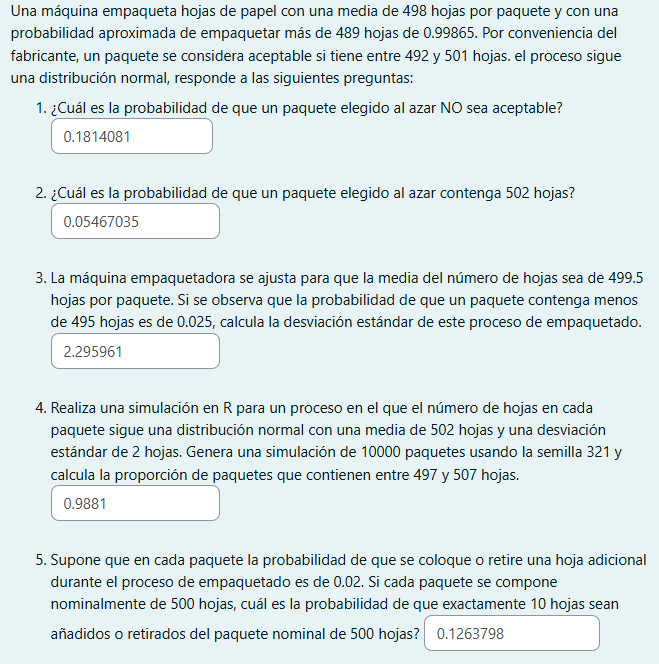 Una máquina empaqueta hojas de papel con una media de 498 hojas por paquete y con una
probabilidad aproximada de empaquetar más de 489 hojas de 0.99865. Por conveniencia del
fabricante, un paquete se considera aceptable si tiene entre 492 y 501 hojas. el proceso sigue
una distribución normal, responde a las siguientes preguntas:
1. ¿Cuál es la probabilidad de que un paquete elegido al azar NO sea aceptable?
0.1814081
2. ¿Cuál es la probabilidad de que un paquete elegido al azar contenga 502 hojas?
0.05467035
3. La máquina empaquetadora se ajusta para que la media del número de hojas sea de 499.5
hojas por paquete. Si se observa que la probabilidad de que un paquete contenga menos
de 495 hojas es de 0.025, calcula la desviación estándar de este proceso de empaquetado.
2.295961
4. Realiza una simulación en R para un proceso en el que el número de hojas en cada
paquete sigue una distribución normal con una media de 502 hojas y una desviación
estándar de 2 hojas. Genera una simulación de 10000 paquetes usando la semilla 321 y
calcula la proporción de paquetes que contienen entre 497 y 507 hojas.
0.9881
5. Supone que en cada paquete la probabilidad de que se coloque o retire una hoja adicional
durante el proceso de empaquetado es de 0.02. Si cada paquete se compone
nominalmente de 500 hojas, cuál es la probabilidad de que exactamente 10 hojas sean
añadidos o retirados del paquete nominal de 500 hojas? 0.1263798